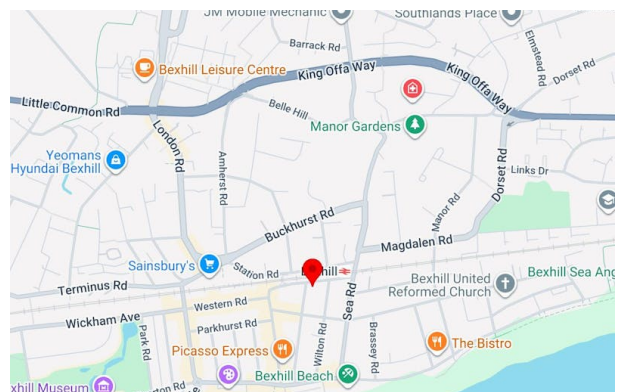 JM Mobile Mechanic
Southlands Place
Barrack Rd
Elmstead Rd
Bexhill Leisure Centre
King Offa Way
King Offa Way
Dorset Rd
Little Common Rd
Belle Hill
Manor Gardens
London Rd
Yeomans
Hyundai Bexhill
Amherst Rd
Dorset Rd
Links Dr
Manor Rd
Buckhurst Rd
Magdalen Rd
Sainsbury's
Station Rd
Bexhill
Bexhill United
Reformed Church
Bexhill Sea Ang
Terminus Rd
Western Rd
Sea Rd
Wickham Ave
Parkhurst Rd
Park Rd
Wilton Rd
Brassey Rd
Picasso Express
The Bistro
Bexhill Beach
xhill Museum
ton Rd